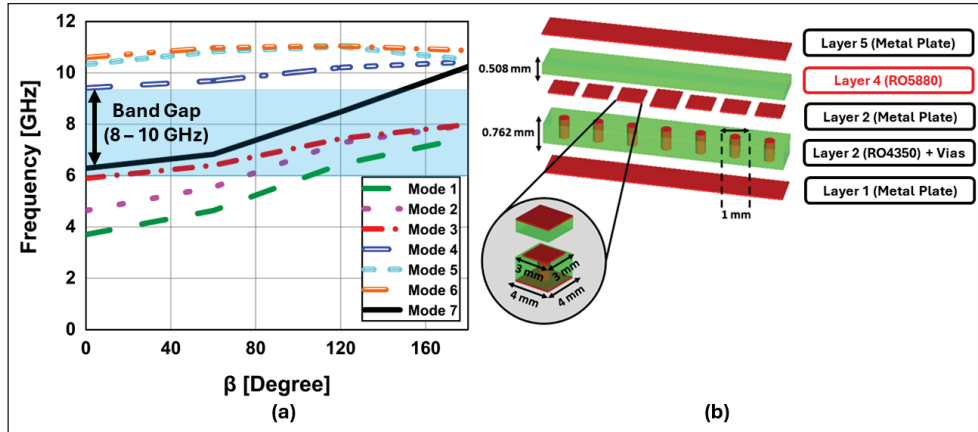 12
10
8
6
4
2
0
Frequency [GHz]
Band Gap
(8 – 10 GHz)
Mode 1
Mode 2
Mode 3
Mode 4
Mode 5
Mode 6
Mode 7
0 40 80 120 160
β [Degree]
(a)
0.508 mm
0.762 mm
1 mm
3 mm
3 mm
4 mm
4 mm
Layer 5 (Metal Plate)
Layer 4 (RO5880)
Layer 2 (Metal Plate)
Layer 2 (RO4350) + Vias
Layer 1 (Metal Plate)
(b)